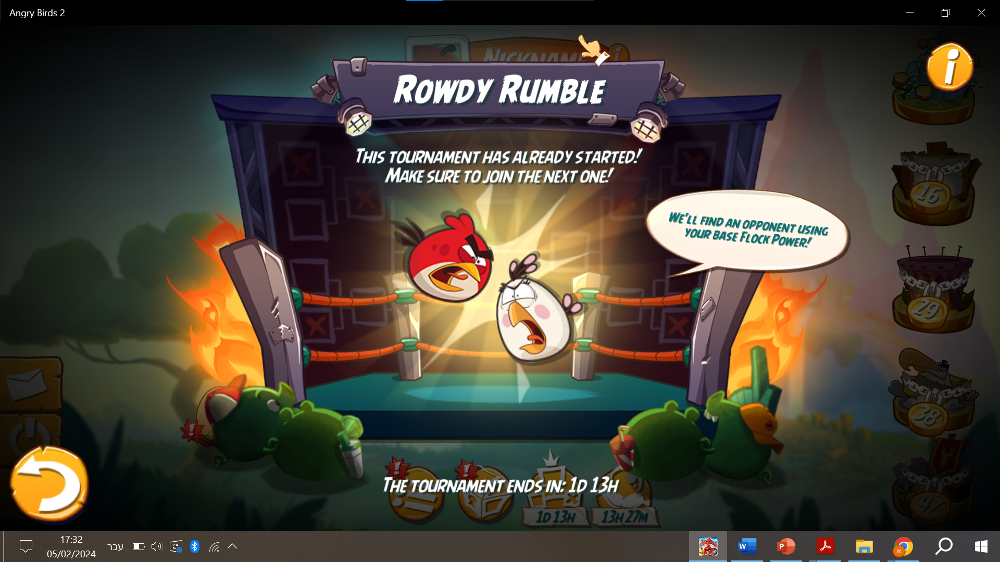 Angry Birds 2
NICKNAME
ROWDY RUMBLE
THIS TOURNAMENT HAS ALREADY STARTED!
MAKE SURE TO JOIN THE NEXT ONE!
WE'LL FIND AN OPPONENT USING
YOUR BASE FLOCK POWER!
16
29
38
47
THE TOURNAMENT ENDS IN: 1D 13H
1D 13H
13H 27M
17:32
05/02/2024
עבר